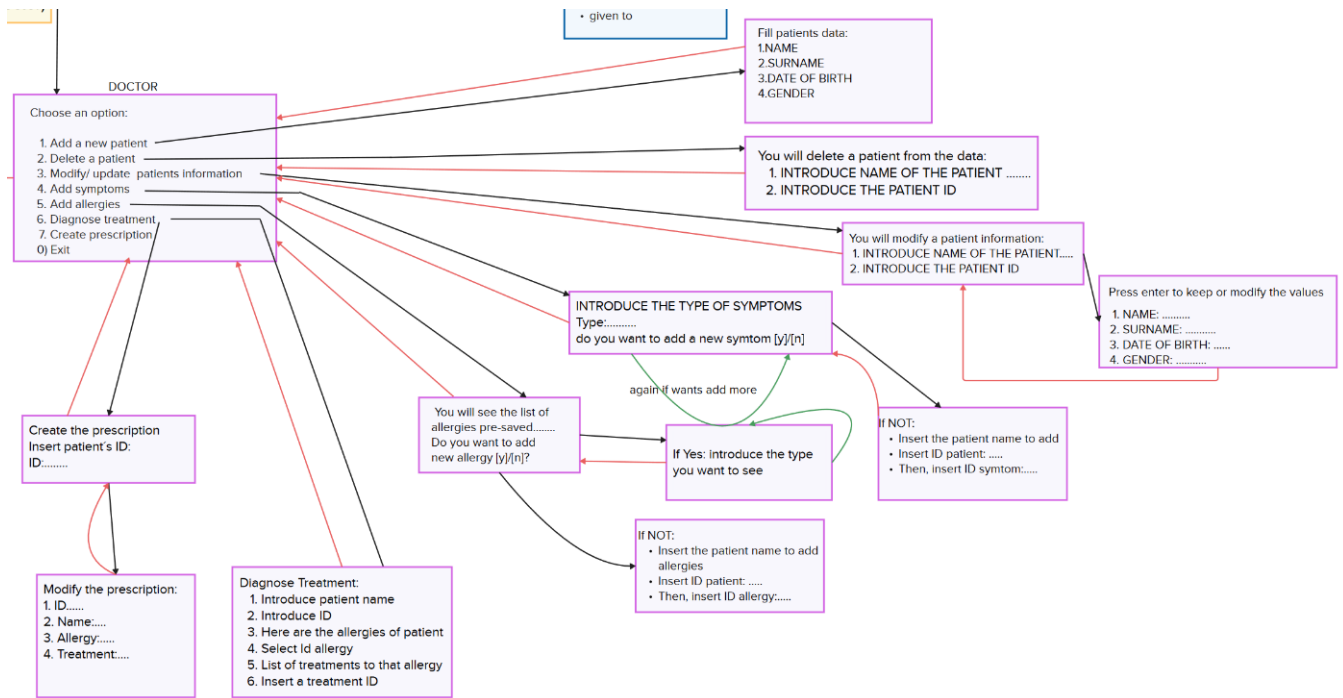 • given to
Fill patients data:
1.NAME
2.SURNAME
3.DATE OF BIRTH
4.GENDER
DOCTOR
Choose an option:
1. Add a new patient
2. Delete a patient
3. Modify/ update patients information
4. Add symptoms
5. Add allergies
6. Diagnose treatment
7. Create prescription
0) Exit
You will delete a patient from the data:
1. INTRODUCE NAME OF THE PATIENT ........
2. INTRODUCE THE PATIENT ID
You will modify a patient information:
1. INTRODUCE NAME OF THE PATIENT.....
2. INTRODUCE THE PATIENT ID
Press enter to keep or modify the values
1. NAME: ..........
2. SURNAME: ...........
3. DATE OF BIRTH: ......
4. GENDER: ...........
INTRODUCE THE TYPE OF SYMPTOMS
Type:..........
do you want to add a new symtom [y]/[n]
again if wants add more
You will see the list of
allergies pre-saved........
Do you want to add
new allergy [y]/[n]?
If Yes: introduce the type
you want to see
If NOT:
• Insert the patient name to add
• Insert ID patient: .....
• Then, insert ID symtom:.....
Create the prescription
Insert patient´s ID:
ID:.........
If NOT:
• Insert the patient name to add
allergies
• Insert ID patient: .....
• Then, insert ID allergy:.....
Modify the prescription:
1. ID......
2. Name:....
3. Allergy:.....
4. Treatment:....
Diagnose Treatment:
1. Introduce patient name
2. Introduce ID
3. Here are the allergies of patient
4. Select Id allergy
5. List of treatments to that allergy
6. Insert a treatment ID